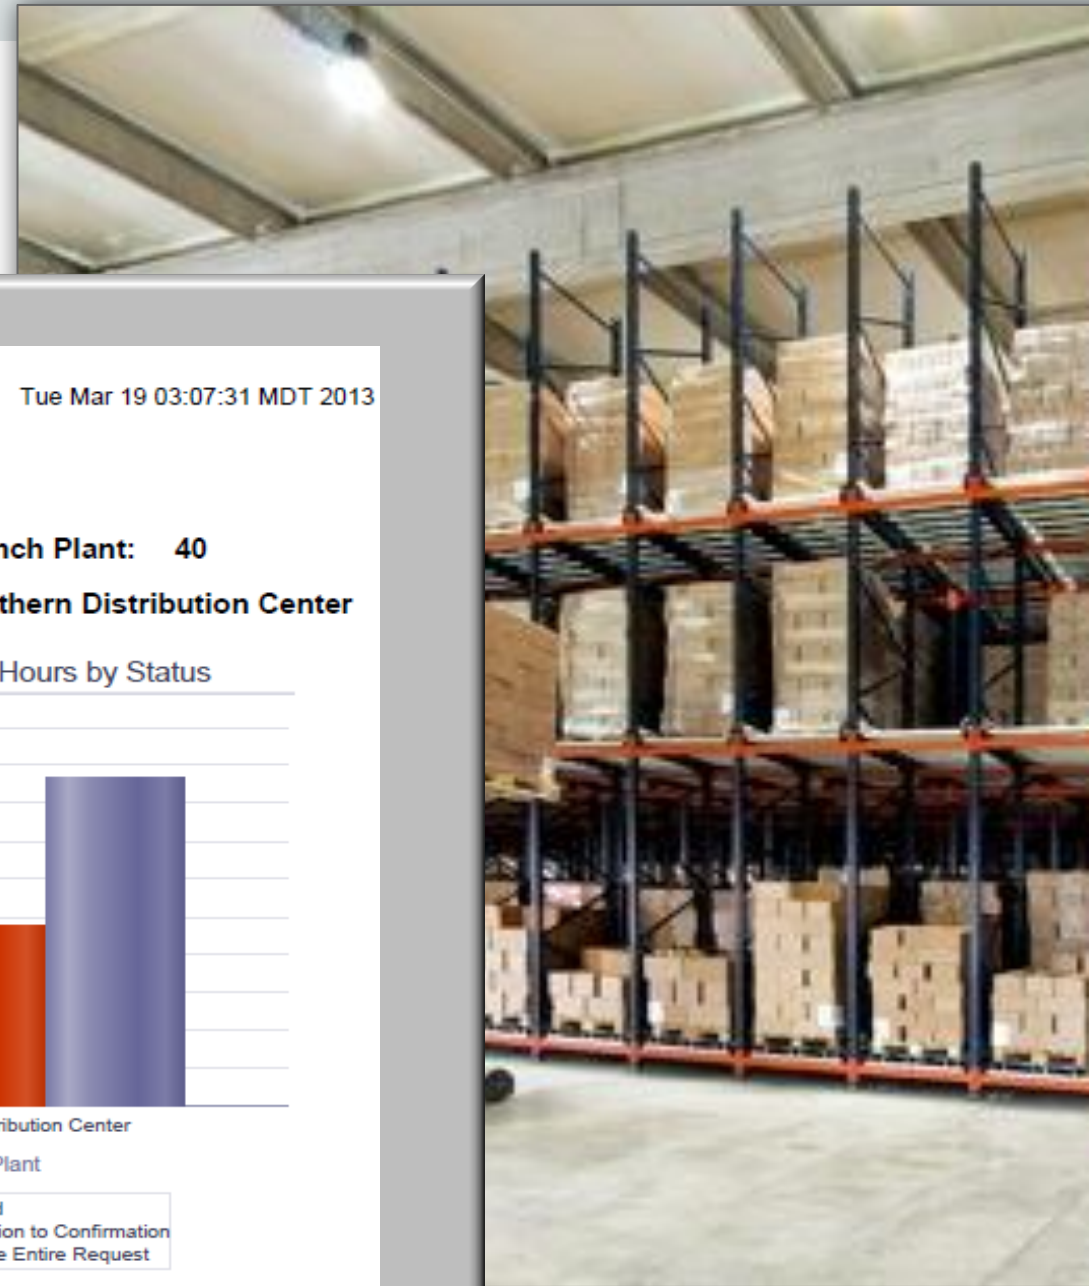 Tue Mar 19 03:07:31 MDT 2013
nch Plant: 40
thern Distribution Center
Hours by Status
ribution Center
Plant
d
ion to Confirmation
e Entire Request